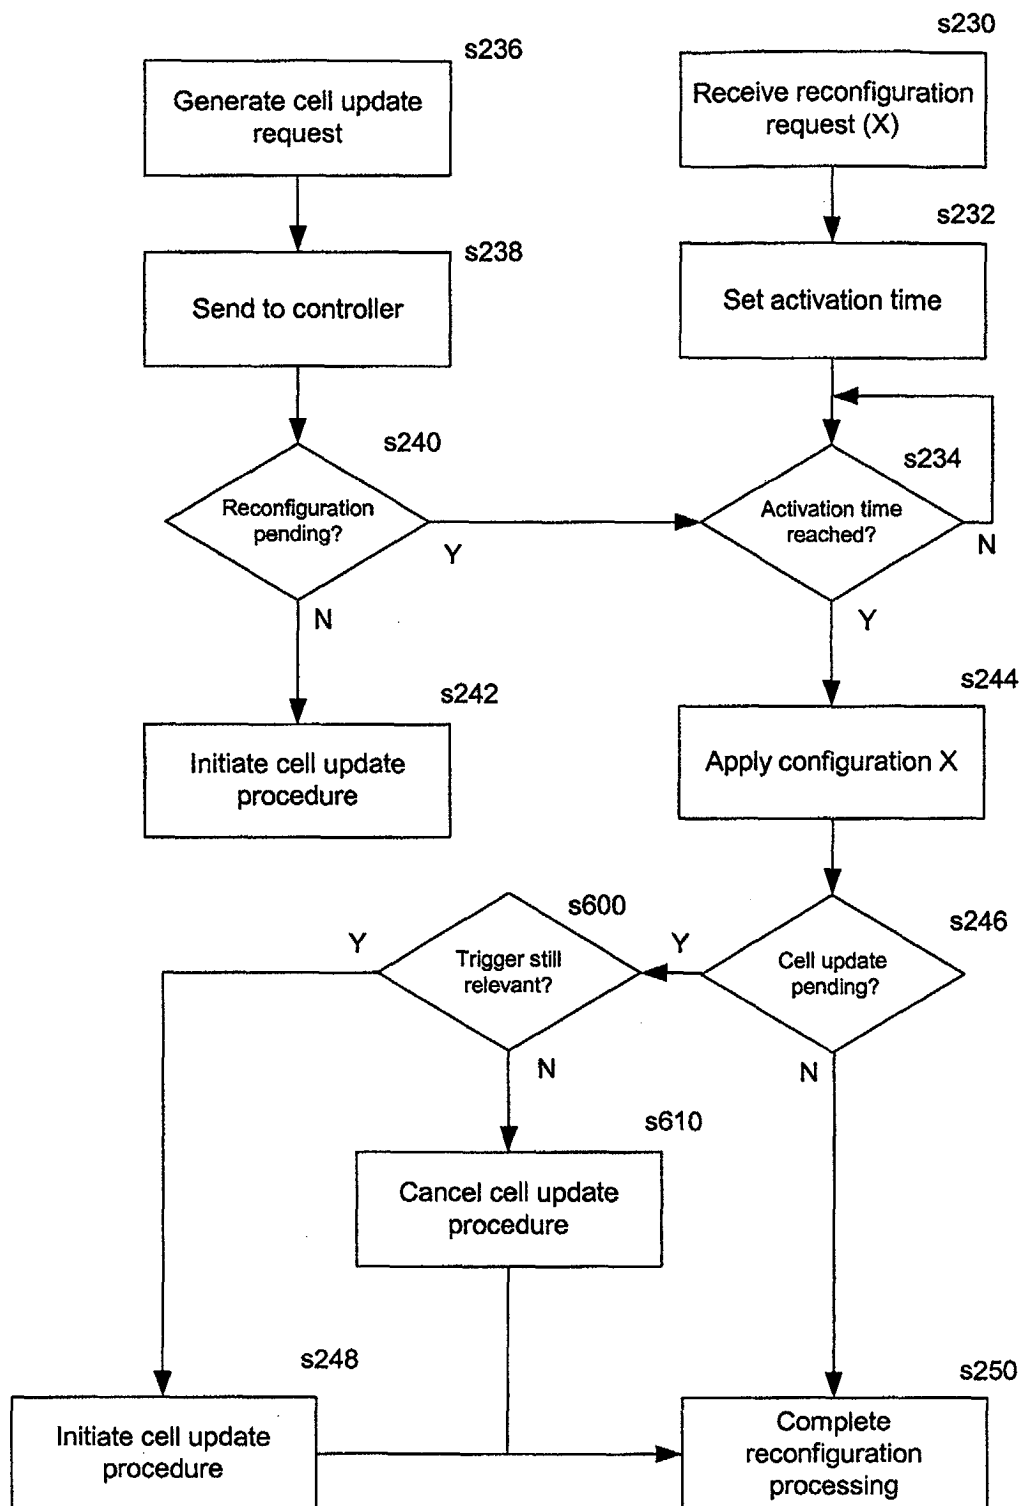 s236
Generate cell update
request
s230
Receive reconfiguration
request (X)
s238
Send to controller
s232
Set activation time
s240
Reconfiguration
pending?
Y
N
s234
Activation time
reached?
N
Y
s242
Initiate cell update
procedure
s244
Apply configuration X
s246
Cell update
pending?
Y
N
s600
Trigger still
relevant?
Y
N
s610
Cancel cell update
procedure
s248
Initiate cell update
procedure
s250
Complete
reconfiguration
processing